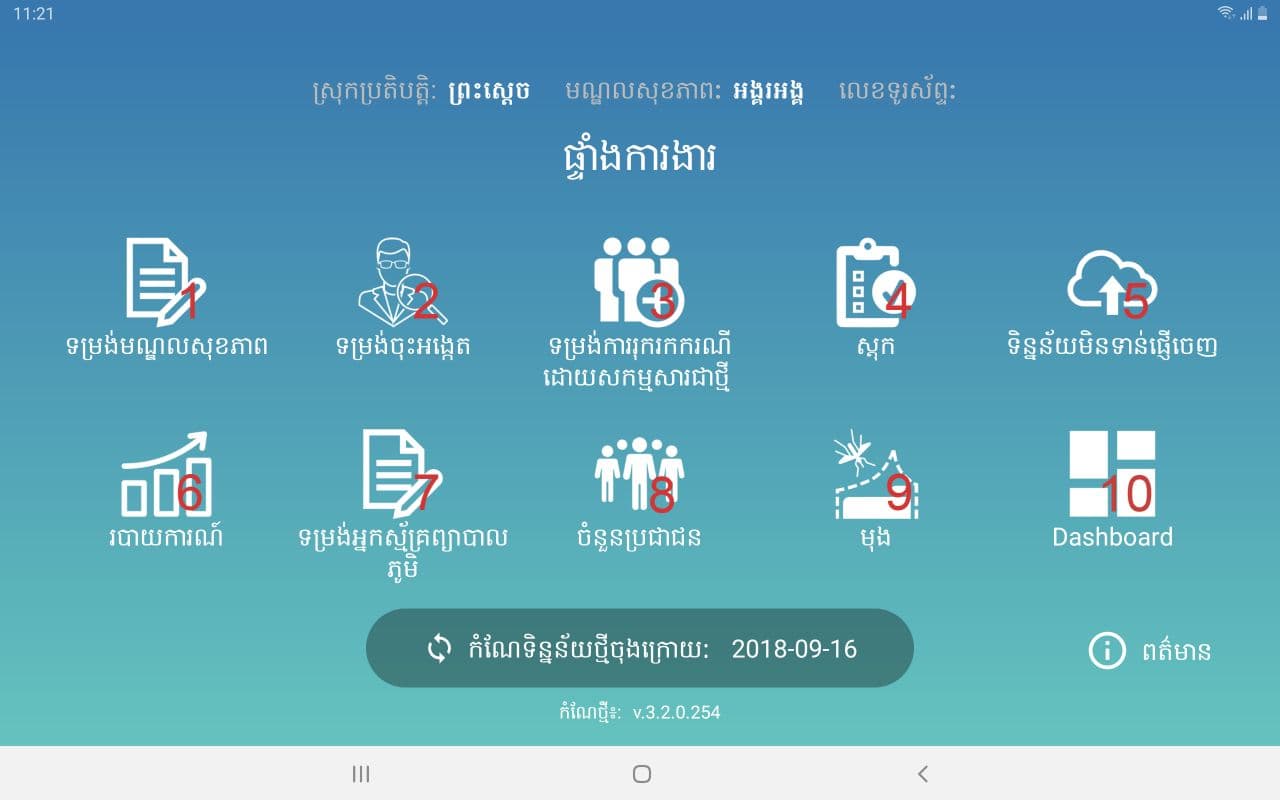 11:21
ស្រុកប្រតិបត្តិ: ព្រះស្ដេច មណ្ឌលសុខភាព: អង្គរអង្គ លេខទូរស័ព្ទ:
ផ្ទាំងការងារ
1 2 3 4 5
ទម្រង់មណ្ឌលសុខភាព ទម្រង់ចុះអង្កេត ទម្រង់ការរុករកករណី ស្តុក ទិន្នន័យមិនទាន់ផ្ញើចេញ
ដោយសកម្មសារជាថ្មី
6 7 8 9 10
របាយការណ៍ ទម្រង់អ្នកស្ម័គ្រព្យាបាល ចំនួនប្រជាជន មុង Dashboard
ភូមិ
កំណែទិន្នន័យថ្មីចុងក្រោយ: 2018-09-16
ពត៌មាន
កំណែថ្មី៖: v.3.2.0.254